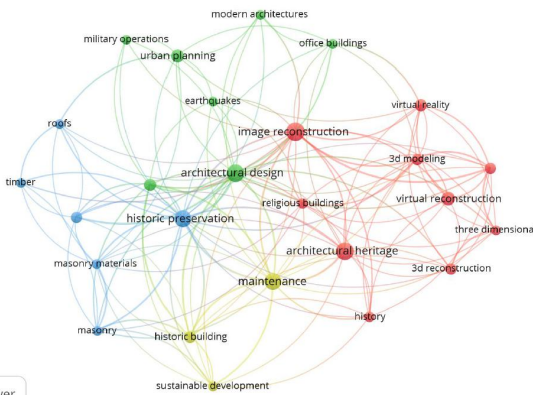 modern architectures
military operations
office buildings
urban planning
earthquakes
virtual reality
roofs
image reconstruction
3d modeling
architectural design
timber
religious buildings
virtual reconstruction
historic preservation
three dimensiona
architectural heritage
masonry materials
3d reconstruction
maintenance
history
masonry
historic building
sustainable development